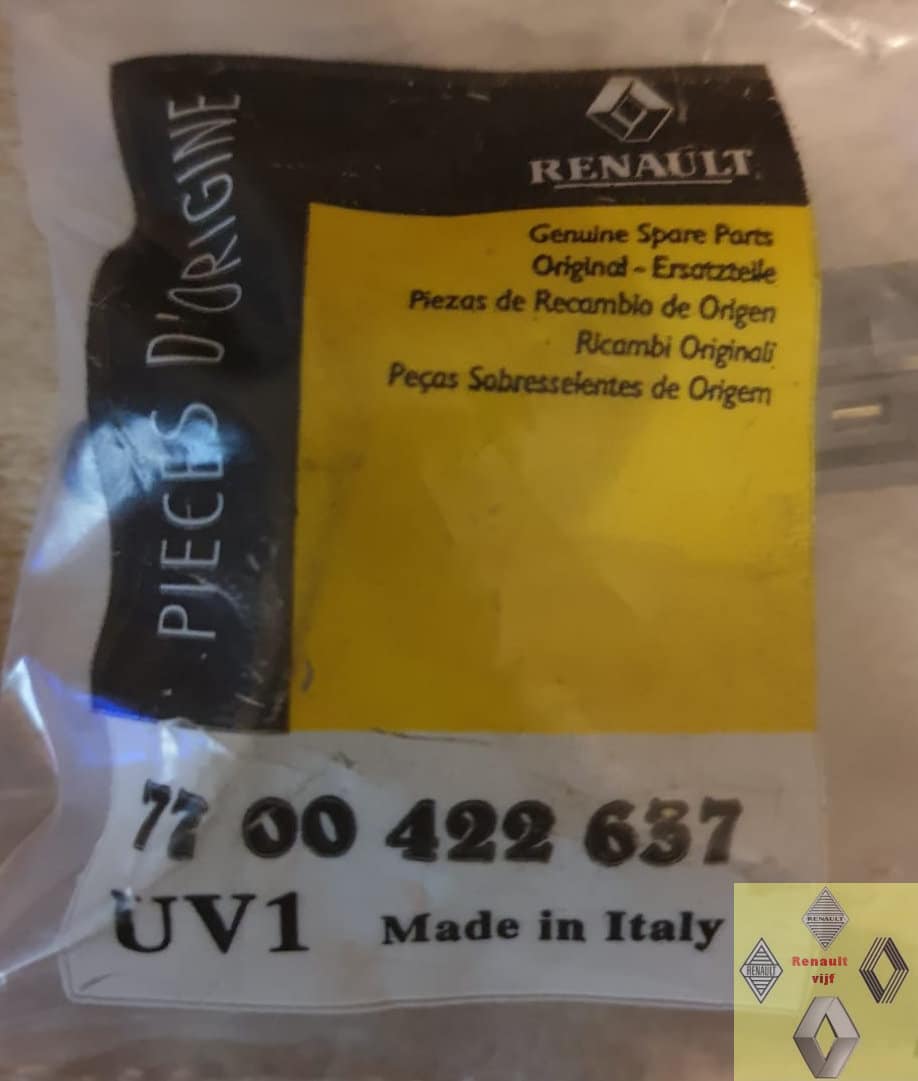 PIECES D'ORIGINE
RENAULT
Genuine Spare Parts
Original - Ersatzteile
Piezas de Recambio de Origen
Ricambi Originali
Peças Sobresselentes de Origem
77 00 422 637
UV1 Made in Italy
RENAULT
RENAULT
Renault
vijf